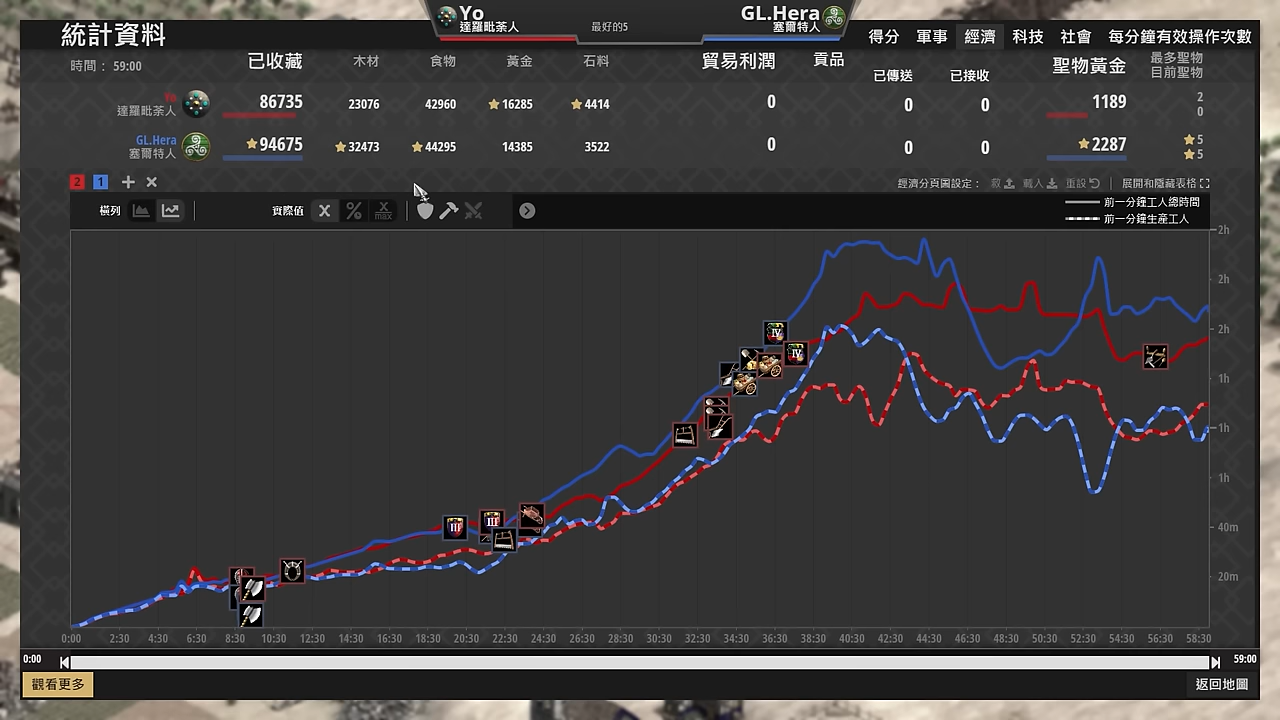 Yo
達羅毗荼人
最好的5
GL.Hera
塞爾特人
統計資料
得分 軍事 經濟 科技 社會 每分鐘有效操作次數
時間： 59:00
已收藏 木材 食物 黃金 石料 貿易利潤 貢品 已傳送 已接收 聖物黃金 最多聖物
目前聖物
Yo
達羅毗荼人
86735 23076 42960 16285 4414 0 0 0 1189 2
0
GL.Hera
塞爾特人
94675 32473 44295 14385 3522 0 0 0 2287 5
5
2 1
經濟分頁圖設定： 救 載入 重設 展開和隱藏表格
橫列 實際值 X % X max
前一分鐘工人總時間
前一分鐘生產工人
2h
2h
2h
1h
1h
1h
40m
20m
IV
IV
III
III
0:00 2:30 4:30 6:30 8:30 10:30 12:30 14:30 16:30 18:30 20:30 22:30 24:30 26:30 28:30 30:30 32:30 34:30 36:30 38:30 40:30 42:30 44:30 46:30 48:30 50:30 52:30 54:30 56:30 58:30
0:00 59:00
觀看更多 返回地圖